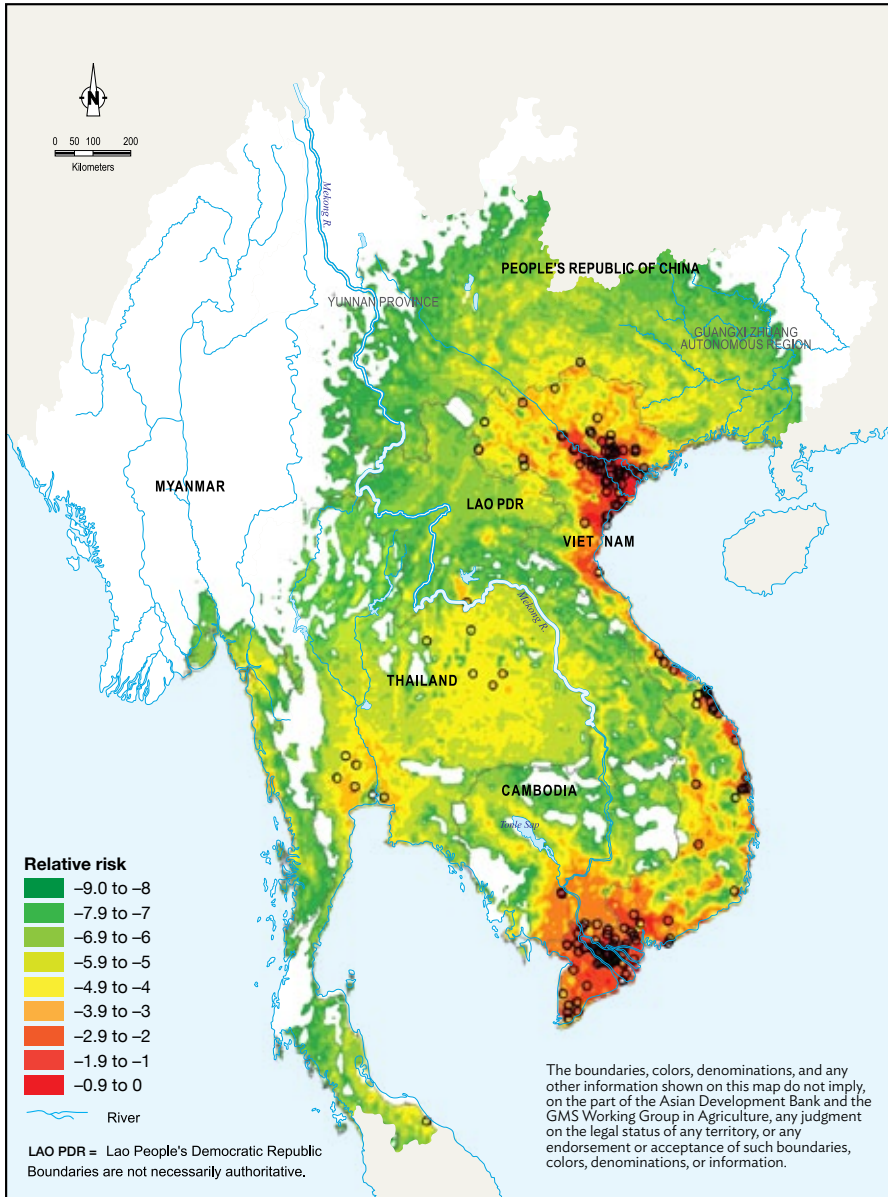 N
0 50 100 200
Kilometers
Mekong R.
PEOPLE'S REPUBLIC OF CHINA
YUNNAN PROVINCE
GUANGXI ZHUANG
AUTONOMOUS REGION
MYANMAR
LAO PDR
VIET NAM
Mekong R.
THAILAND
CAMBODIA
Tonle Sap
Relative risk
–9.0 to –8
–7.9 to –7
–6.9 to –6
–5.9 to –5
–4.9 to –4
–3.9 to –3
–2.9 to –2
–1.9 to –1
–0.9 to 0
River
LAO PDR = Lao People's Democratic Republic
Boundaries are not necessarily authoritative.
The boundaries, colors, denominations, and any
other information shown on this map do not imply,
on the part of the Asian Development Bank and the
GMS Working Group in Agriculture, any judgment
on the legal status of any territory, or any
endorsement or acceptance of such boundaries,
colors, denominations, or information.